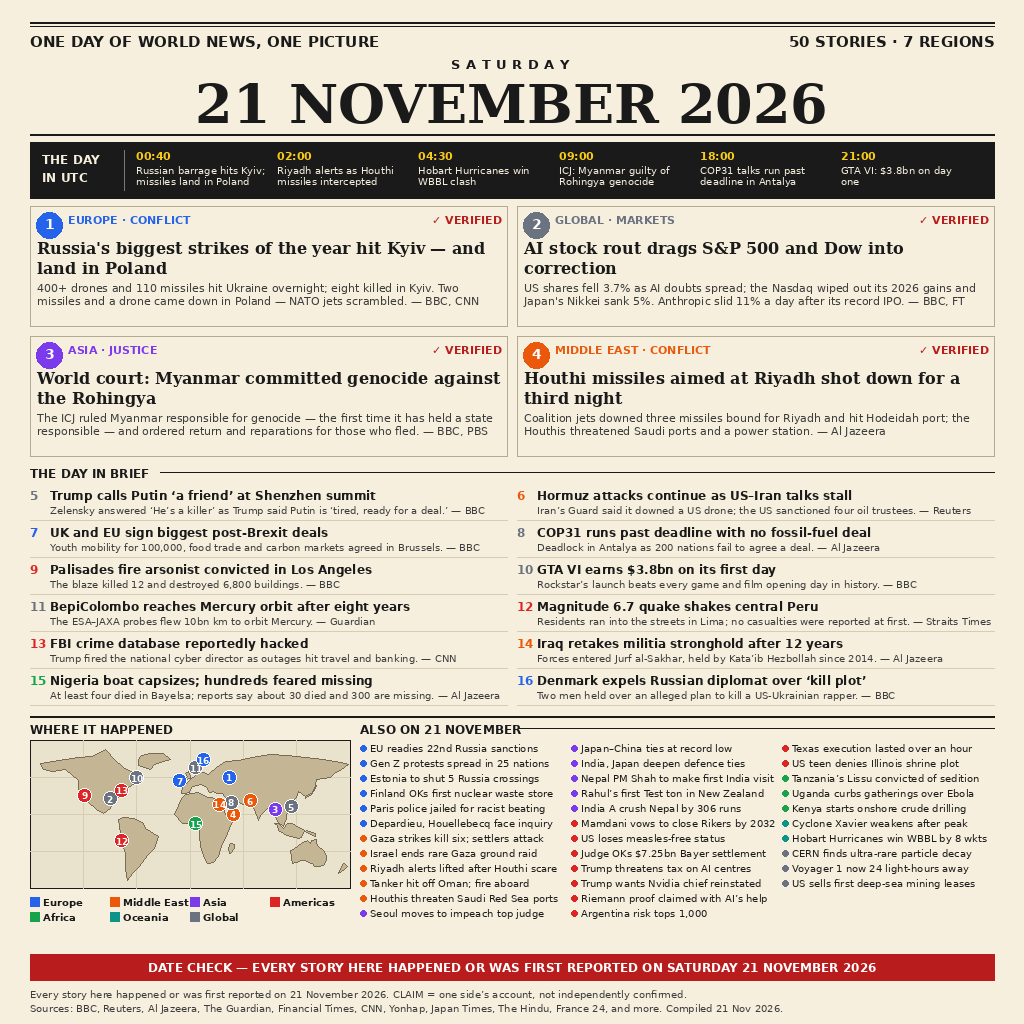 ONE DAY OF WORLD NEWS, ONE PICTURE
50 STORIES · 7 REGIONS
SATURDAY
21 NOVEMBER 2026
THE DAY
IN UTC
00:40
Russian barrage hits Kyiv;
missiles land in Poland
02:00
Riyadh alerts as Houthi
missiles intercepted
04:30
Hobart Hurricanes win
WBBL clash
09:00
ICJ: Myanmar guilty of
Rohingya genocide
18:00
COP31 talks run past
deadline in Antalya
21:00
GTA VI: $3.8bn on day
one
1 EUROPE · CONFLICT ✓ VERIFIED
Russia's biggest strikes of the year hit Kyiv — and
land in Poland
400+ drones and 110 missiles hit Ukraine overnight; eight killed in Kyiv. Two
missiles and a drone came down in Poland — NATO jets scrambled. — BBC, CNN
2 GLOBAL · MARKETS ✓ VERIFIED
AI stock rout drags S&P 500 and Dow into
correction
US shares fell 3.7% as AI doubts spread; the Nasdaq wiped out its 2026 gains and
Japan's Nikkei sank 5%. Anthropic slid 11% a day after its record IPO. — BBC, FT
3 ASIA · JUSTICE ✓ VERIFIED
World court: Myanmar committed genocide against
the Rohingya
The ICJ ruled Myanmar responsible for genocide — the first time it has held a state
responsible — and ordered return and reparations for those who fled. — BBC, PBS
4 MIDDLE EAST · CONFLICT ✓ VERIFIED
Houthi missiles aimed at Riyadh shot down for a
third night
Coalition jets downed three missiles bound for Riyadh and hit Hodeidah port; the
Houthis threatened Saudi ports and a power station. — Al Jazeera
THE DAY IN BRIEF
5 Trump calls Putin ‘a friend’ at Shenzhen summit
Zelensky answered ‘He’s a killer’ as Trump said Putin is ‘tired, ready for a deal.’ — BBC
6 Hormuz attacks continue as US–Iran talks stall
Iran’s Guard said it downed a US drone; the US sanctioned four oil trustees. — Reuters
7 UK and EU sign biggest post-Brexit deals
Youth mobility for 100,000, food trade and carbon markets agreed in Brussels. — BBC
8 COP31 runs past deadline with no fossil-fuel deal
Deadlock in Antalya as 200 nations fail to agree a deal. — Al Jazeera
9 Palisades fire arsonist convicted in Los Angeles
The blaze killed 12 and destroyed 6,800 buildings. — BBC
10 GTA VI earns $3.8bn on its first day
Rockstar’s launch beats every game and film opening day in history. — BBC
11 BepiColombo reaches Mercury orbit after eight years
The ESA–JAXA probes flew 10bn km to orbit Mercury. — Guardian
12 Magnitude 6.7 quake shakes central Peru
Residents ran into the streets in Lima; no casualties were reported at first. — Straits Times
13 FBI crime database reportedly hacked
Trump fired the national cyber director as outages hit travel and banking. — CNN
14 Iraq retakes militia stronghold after 12 years
Forces entered Jurf al-Sakhar, held by Kata’ib Hezbollah since 2014. — Al Jazeera
15 Nigeria boat capsizes; hundreds feared missing
At least four died in Bayelsa; reports say about 30 died and 300 are missing. — Al Jazeera
16 Denmark expels Russian diplomat over ‘kill plot’
Two men held over an alleged plan to kill a US-Ukrainian rapper. — BBC
WHERE IT HAPPENED
9
2
13
10
12
7
11
16
1
14
8
4
6
15
3
5
Europe
Middle East
Asia
Americas
Africa
Oceania
Global
ALSO ON 21 NOVEMBER
EU readies 22nd Russia sanctions
Gen Z protests spread in 25 nations
Estonia to shut 5 Russia crossings
Finland OKs first nuclear waste store
Paris police jailed for racist beating
Depardieu, Houellebecq face inquiry
Gaza strikes kill six; settlers attack
Israel ends rare Gaza ground raid
Riyadh alerts lifted after Houthi scare
Tanker hit off Oman; fire aboard
Houthis threaten Saudi Red Sea ports
Seoul moves to impeach top judge
Japan–China ties at record low
India, Japan deepen defence ties
Nepal PM Shah to make first India visit
Rahul’s first Test ton in New Zealand
India A crush Nepal by 306 runs
Mamdani vows to close Rikers by 2032
US loses measles-free status
Judge OKs $7.25bn Bayer settlement
Trump threatens tax on AI centres
Trump wants Nvidia chief reinstated
Riemann proof claimed with AI’s help
Argentina risk tops 1,000
Texas execution lasted over an hour
US teen denies Illinois shrine plot
Tanzania’s Lissu convicted of sedition
Uganda curbs gatherings over Ebola
Kenya starts onshore crude drilling
Cyclone Xavier weakens after peak
Hobart Hurricanes win WBBL by 8 wkts
CERN finds ultra-rare particle decay
Voyager 1 now 24 light-hours away
US sells first deep-sea mining leases
DATE CHECK — EVERY STORY HERE HAPPENED OR WAS FIRST REPORTED ON SATURDAY 21 NOVEMBER 2026
Every story here happened or was first reported on 21 November 2026. CLAIM = one side’s account, not independently confirmed.
Sources: BBC, Reuters, Al Jazeera, The Guardian, Financial Times, CNN, Yonhap, Japan Times, The Hindu, France 24, and more. Compiled 21 Nov 2026.